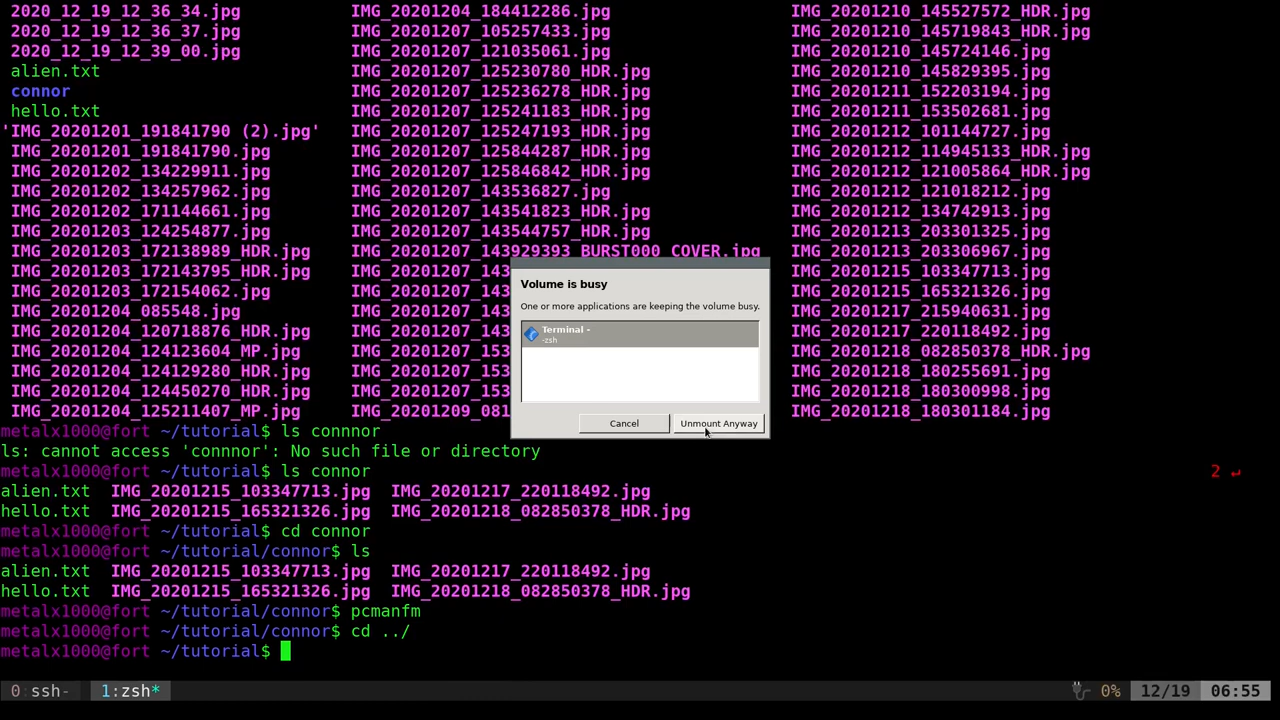 2020_12_19_12_36_34.jpg IMG_20201204_184412286.jpg IMG_20201210_145527572_HDR.jpg
2020_12_19_12_36_37.jpg IMG_20201207_105257433.jpg IMG_20201210_145719843_HDR.jpg
2020_12_19_12_39_00.jpg IMG_20201207_121035061.jpg IMG_20201210_145724146.jpg
alien.txt IMG_20201207_125230780_HDR.jpg IMG_20201210_145829395.jpg
connor IMG_20201207_125236278_HDR.jpg IMG_20201211_152203194.jpg
hello.txt IMG_20201207_125241183_HDR.jpg IMG_20201211_153502681.jpg
'IMG_20201201_191841790 (2).jpg' IMG_20201207_125247193_HDR.jpg IMG_20201212_101144727.jpg
IMG_20201201_191841790.jpg IMG_20201207_125844287_HDR.jpg IMG_20201212_114945133_HDR.jpg
IMG_20201202_134229911.jpg IMG_20201207_125846842_HDR.jpg IMG_20201212_121005864_HDR.jpg
IMG_20201202_134257962.jpg IMG_20201207_143536827.jpg IMG_20201212_121018212.jpg
IMG_20201202_171144661.jpg IMG_20201207_143541823_HDR.jpg IMG_20201212_134742913.jpg
IMG_20201203_124254877.jpg IMG_20201207_143544757_HDR.jpg IMG_20201213_203301325.jpg
IMG_20201203_172138989_HDR.jpg IMG_20201207_143929393_BURST000_COVER.jpg IMG_20201213_203306967.jpg
IMG_20201203_172143795_HDR.jpg IMG_20201207_143 IMG_20201215_103347713.jpg
IMG_20201203_172154062.jpg IMG_20201207_143 IMG_20201215_165321326.jpg
IMG_20201204_085548.jpg IMG_20201207_143 IMG_20201217_215940631.jpg
IMG_20201204_120718876_HDR.jpg IMG_20201207_143 IMG_20201217_220118492.jpg
IMG_20201204_124123604_MP.jpg IMG_20201207_153 IMG_20201218_082850378_HDR.jpg
IMG_20201204_124129280_HDR.jpg IMG_20201207_153 IMG_20201218_180255691.jpg
IMG_20201204_124450270_HDR.jpg IMG_20201207_153 IMG_20201218_180300998.jpg
IMG_20201204_125211407_MP.jpg IMG_20201209_081 IMG_20201218_180301184.jpg
Volume is busy
One or more applications are keeping the volume busy.
Terminal -
-zsh
Cancel Unmount Anyway
metalx1000@fort ~/tutorial$ ls connnor
ls: cannot access 'connnor': No such file or directory
metalx1000@fort ~/tutorial$ ls connor 2 ↵
alien.txt IMG_20201215_103347713.jpg IMG_20201217_220118492.jpg
hello.txt IMG_20201215_165321326.jpg IMG_20201218_082850378_HDR.jpg
metalx1000@fort ~/tutorial$ cd connor
metalx1000@fort ~/tutorial/connor$ ls
alien.txt IMG_20201215_103347713.jpg IMG_20201217_220118492.jpg
hello.txt IMG_20201215_165321326.jpg IMG_20201218_082850378_HDR.jpg
metalx1000@fort ~/tutorial/connor$ pcmanfm
metalx1000@fort ~/tutorial/connor$ cd ../
metalx1000@fort ~/tutorial$
0:ssh- 1:zsh* 0% 12/19 06:55